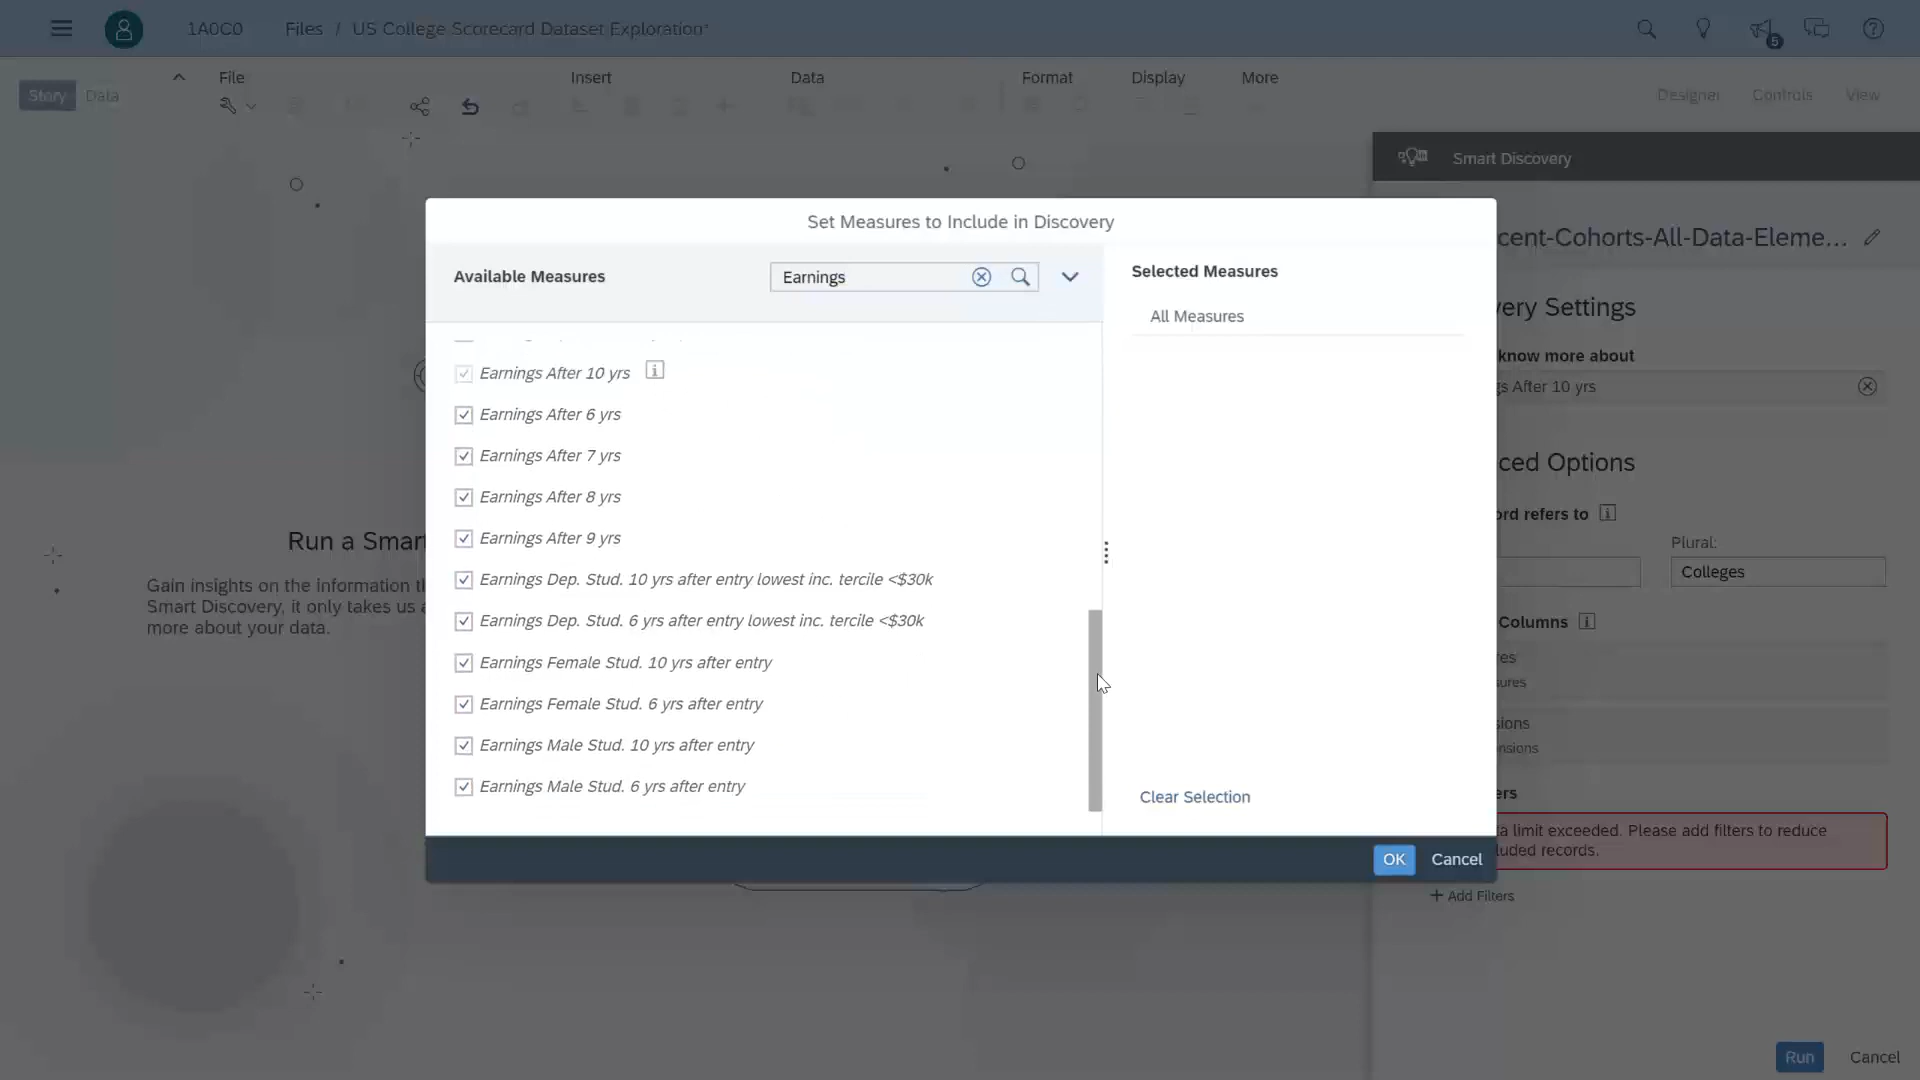 1A0C0
Files / US College Scorecard Dataset Exploration*
5
Story
Data
File
Insert
Data
Format
Display
More
Designer
Controls
View
Smart Discovery
Set Measures to Include in Discovery
Available Measures
Earnings
Selected Measures
All Measures
Earnings After 10 yrs
Earnings After 6 yrs
Earnings After 7 yrs
Earnings After 8 yrs
Earnings After 9 yrs
Earnings Dep. Stud. 10 yrs after entry lowest inc. tercile <$30k
Earnings Dep. Stud. 6 yrs after entry lowest inc. tercile <$30k
Earnings Female Stud. 10 yrs after entry
Earnings Female Stud. 6 yrs after entry
Earnings Male Stud. 10 yrs after entry
Earnings Male Stud. 6 yrs after entry
Clear Selection
OK
Cancel
Run a Smar
Gain insights on the information t
Smart Discovery, it only takes us a
more about your data.
cent-Cohorts-All-Data-Eleme...
very Settings
know more about
gs After 10 yrs
ced Options
ord refers to
Plural:
Colleges
Columns
res
sures
sions
ensions
ers
a limit exceeded. Please add filters to reduce
luded records.
+ Add Filters
Run
Cancel